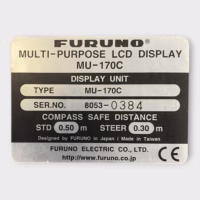 FURUNO
MULTI-PURPOSE LCD DISPLAY
MU-170C
DISPLAY UNIT
TYPE MU-170C
SER.NO. 8053-0384
COMPASS SAFE DISTANCE
STD 0.50 m STEER 0.30 m
Designed by FURUNO in Japan / Made in Taiwan
http://www.furuno.co.jp
FURUNO ELECTRIC CO., LTD.